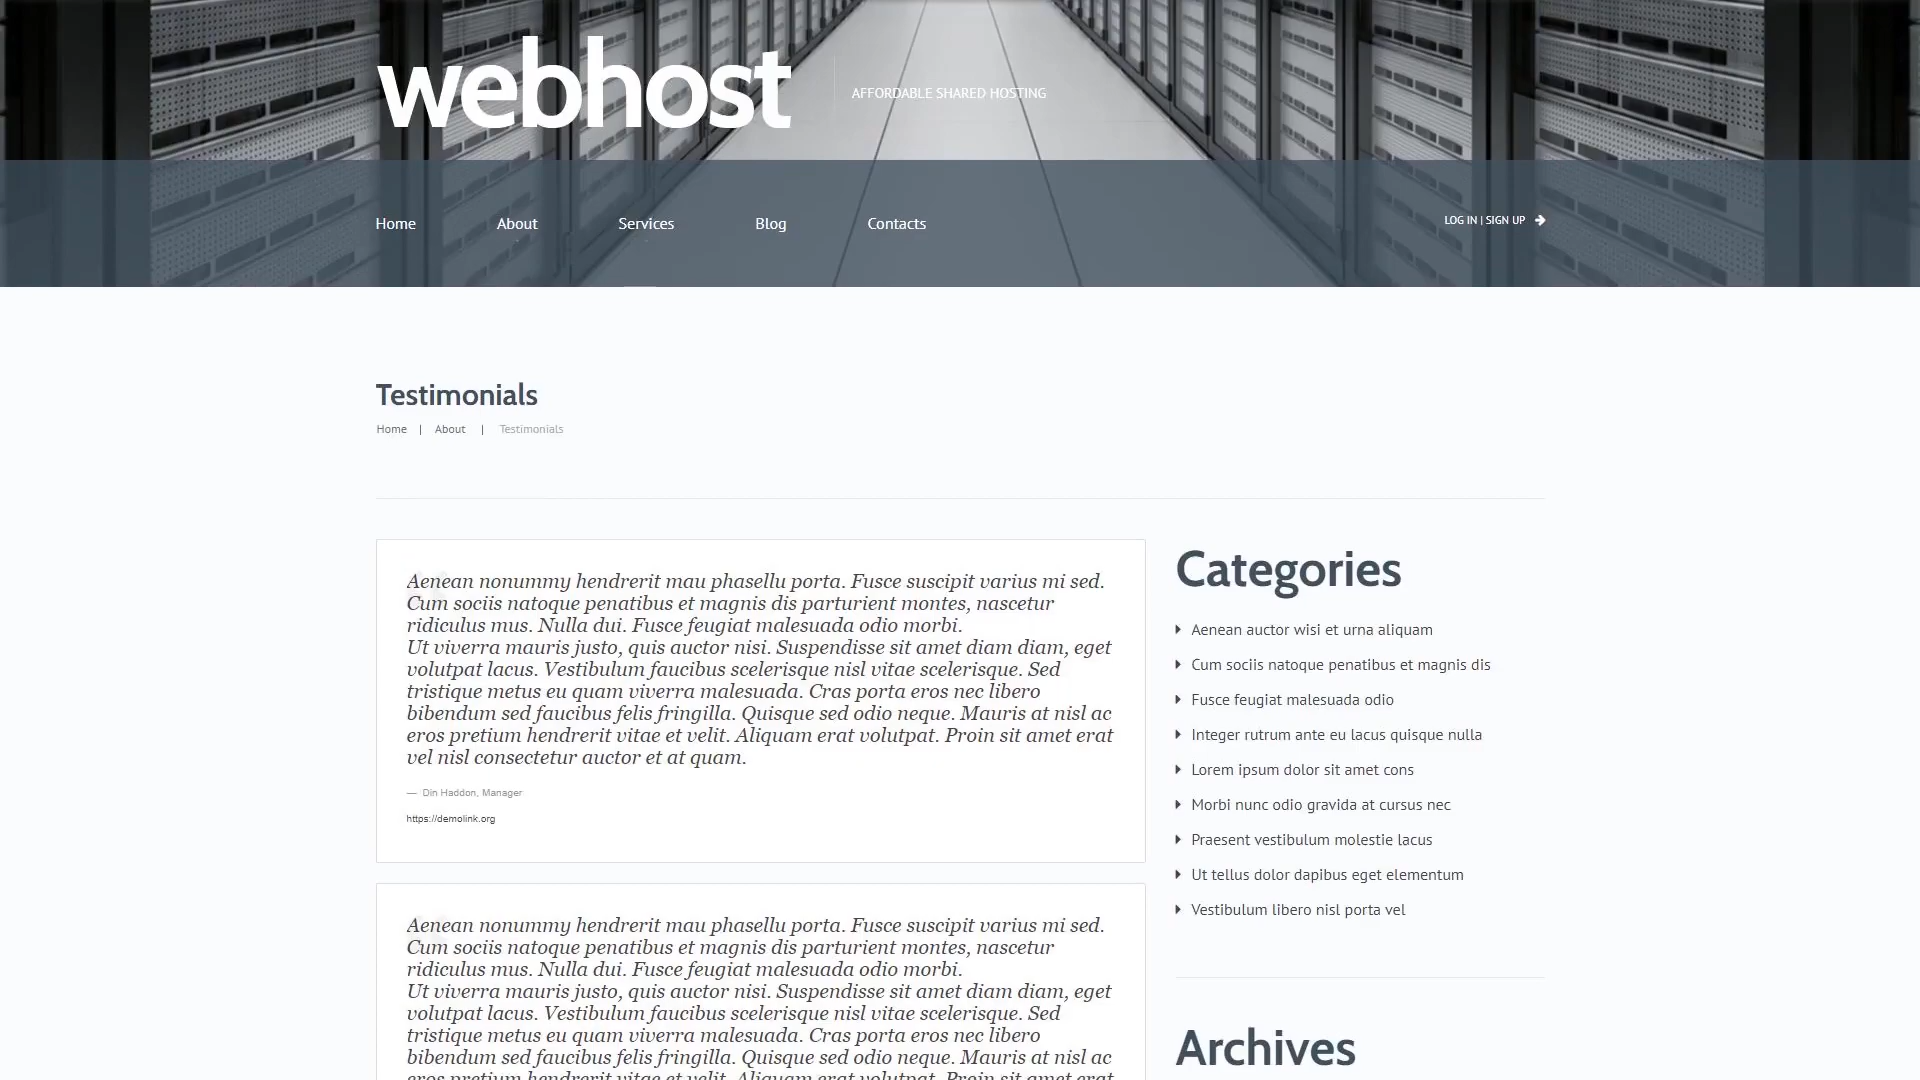 webhost
AFFORDABLE SHARED HOSTING
Home About Services Blog Contacts
LOG IN | SIGN UP
Testimonials
Home | About | Testimonials
Aenean nonummy hendrerit mau phasellu porta. Fusce suscipit varius mi sed.
Cum sociis natoque penatibus et magnis dis parturient montes, nascetur
ridiculus mus. Nulla dui. Fusce feugiat malesuada odio morbi.
Ut viverra mauris justo, quis auctor nisi. Suspendisse sit amet diam diam, eget
volutpat lacus. Vestibulum faucibus scelerisque nisl vitae scelerisque. Sed
tristique metus eu quam viverra malesuada. Cras porta eros nec libero
bibendum sed faucibus felis fringilla. Quisque sed odio neque. Mauris at nisl ac
eros pretium hendrerit vitae et velit. Aliquam erat volutpat. Proin sit amet erat
vel nisl consectetur auctor et at quam.
— Din Haddon, Manager
https://demolink.org
Aenean nonummy hendrerit mau phasellu porta. Fusce suscipit varius mi sed.
Cum sociis natoque penatibus et magnis dis parturient montes, nascetur
ridiculus mus. Nulla dui. Fusce feugiat malesuada odio morbi.
Ut viverra mauris justo, quis auctor nisi. Suspendisse sit amet diam diam, eget
volutpat lacus. Vestibulum faucibus scelerisque nisl vitae scelerisque. Sed
tristique metus eu quam viverra malesuada. Cras porta eros nec libero
bibendum sed faucibus felis fringilla. Quisque sed odio neque. Mauris at nisl ac
eros pretium hendrerit vitae et velit. Aliquam erat volutpat. Proin sit amet erat
Categories
Aenean auctor wisi et urna aliquam
Cum sociis natoque penatibus et magnis dis
Fusce feugiat malesuada odio
Integer rutrum ante eu lacus quisque nulla
Lorem ipsum dolor sit amet cons
Morbi nunc odio gravida at cursus nec
Praesent vestibulum molestie lacus
Ut tellus dolor dapibus eget elementum
Vestibulum libero nisl porta vel
Archives